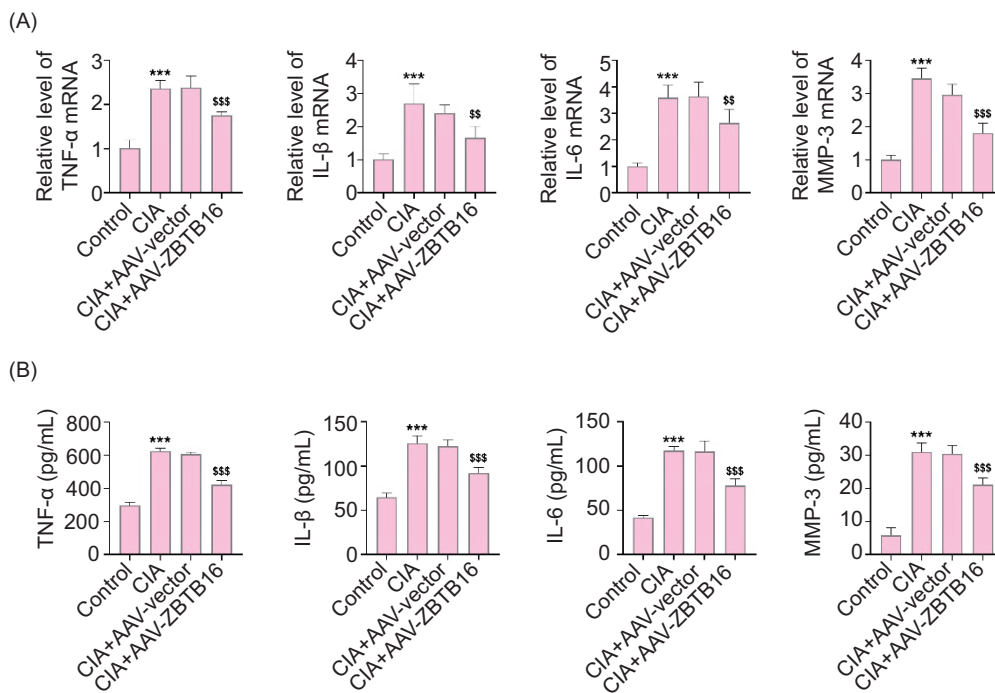 (A)
Relative level of
TNF-α mRNA
3
2
1
0
***
$$$
Control
CIA
CIA+AAV-vector
CIA+AAV-ZBTB16
Relative level of
IL-β mRNA
4
3
2
1
0
***
$$
Control
CIA
CIA+AAV-vector
CIA+AAV-ZBTB16
Relative level of
IL-6 mRNA
5
4
3
2
1
0
***
$$
Control
CIA
CIA+AAV-vector
CIA+AAV-ZBTB16
Relative level of
MMP-3 mRNA
4
3
2
1
0
***
$$$
Control
CIA
CIA+AAV-vector
CIA+AAV-ZBTB16
(B)
TNF-α (pg/mL)
800
600
400
200
0
***
$$$
Control
CIA
CIA+AAV-vector
CIA+AAV-ZBTB16
IL-β (pg/mL)
150
100
50
0
***
$$$
Control
CIA
CIA+AAV-vector
CIA+AAV-ZBTB16
IL-6 (pg/mL)
150
100
50
0
***
$$$
Control
CIA
CIA+AAV-vector
CIA+AAV-ZBTB16
MMP-3 (pg/mL)
40
30
20
10
0
***
$$$
Control
CIA
CIA+AAV-vector
CIA+AAV-ZBTB16